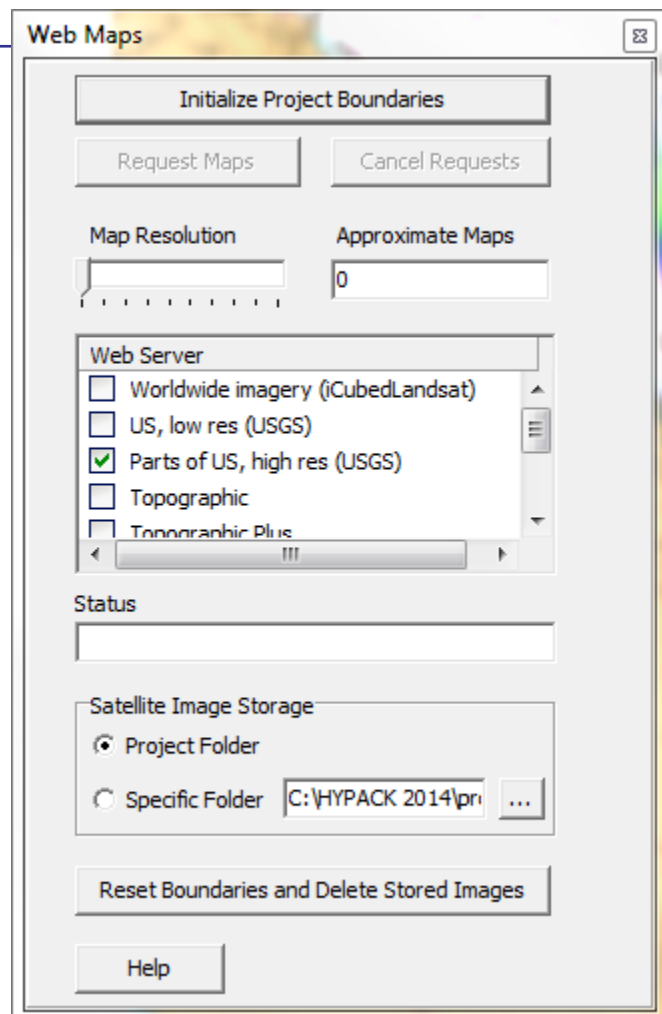 Web Maps
Initialize Project Boundaries
Request Maps Cancel Requests
Map Resolution Approximate Maps
0
Web Server
Worldwide imagery (iCubedLandsat)
US, low res (USGS)
Parts of US, high res (USGS)
Topographic
Topographic Plus
Status
Satellite Image Storage
Project Folder
Specific Folder C:\HYPACK 2014\pr ...
Reset Boundaries and Delete Stored Images
Help